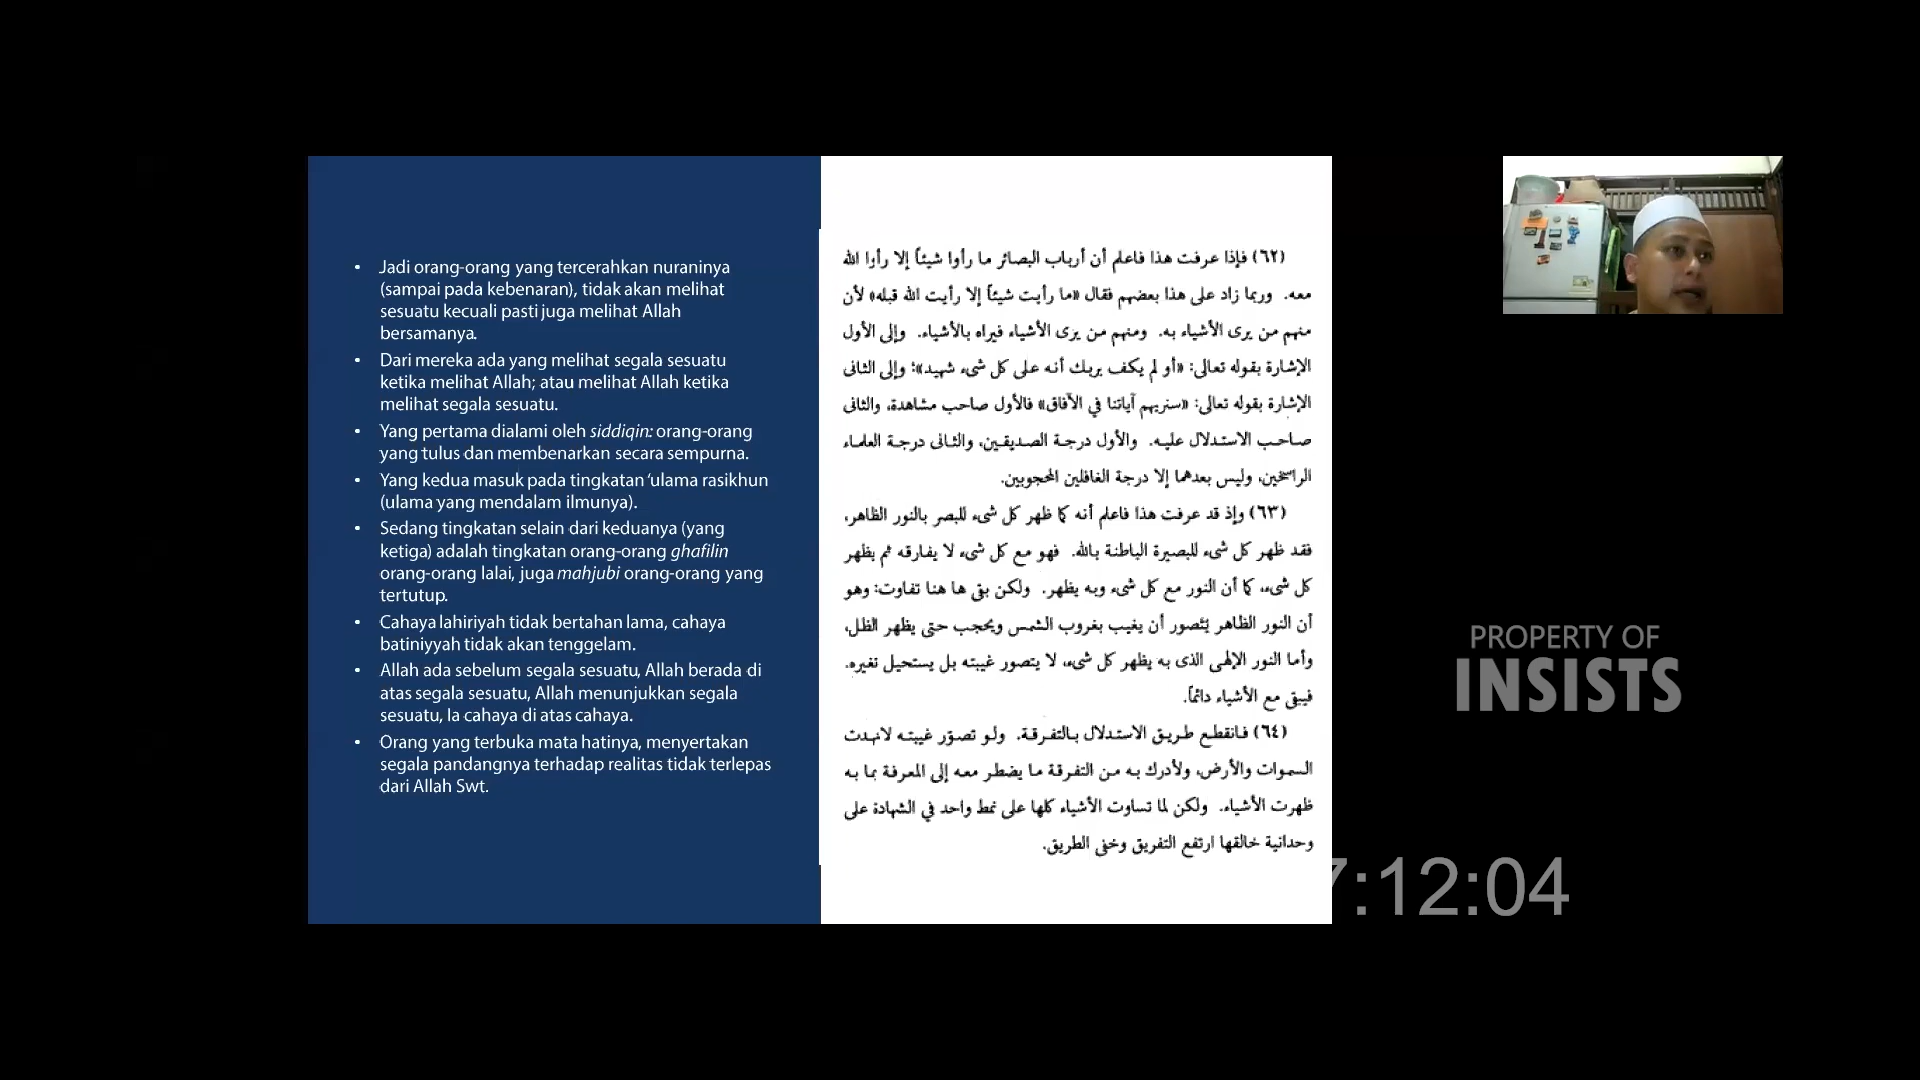 • Jadi orang-orang yang tercerahkan nuraninya
(sampai pada kebenaran), tidak akan melihat
sesuatu kecuali pasti juga melihat Allah
bersamanya.
• Dari mereka ada yang melihat segala sesuatu
ketika melihat Allah; atau melihat Allah ketika
melihat segala sesuatu.
• Yang pertama dialami oleh siddiqin: orang-orang
yang tulus dan membenarkan secara sempurna.
• Yang kedua masuk pada tingkatan ‘ulama rasikhun
(ulama yang mendalam ilmunya).
• Sedang tingkatan selain dari keduanya (yang
ketiga) adalah tingkatan orang-orang ghafilin
orang-orang lalai, juga mahjubi orang-orang yang
tertutup.
• Cahaya lahiriyah tidak bertahan lama, cahaya
batiniyyah tidak akan tenggelam.
• Allah ada sebelum segala sesuatu, Allah berada di
atas segala sesuatu, Allah menunjukkan segala
sesuatu, Ia cahaya di atas cahaya.
• Orang yang terbuka mata hatinya, menyertakan
segala pandangnya terhadap realitas tidak terlepas
dari Allah Swt.
(٦٢) فإذا عرفت هذا فاعلم أن أرباب البصائر ما رأوا شيئاً إلا رأوا الله
معه. وربما زاد على هذا بعضهم فقال «ما رأيت شيئاً إلا رأيت الله قبله» لأن
منهم من يرى الأشياء به. ومنهم من يرى الأشياء فيراه بالأشياء. وإلى الأول
الإشارة بقوله تعالى: «أو لم يكف بربك أنه على كل شىء شهيد»؛ وإلى الثانى
الإشارة بقوله تعالى: «سنريهم آياتنا في الآفاق» فالأول صاحب مشاهدة، والثانى
صاحب الاستدلال عليه. والأول درجة الصديقين، والثانى درجة العلماء
الراسخين، وليس بعدهما إلا درجة الغافلين المحجوبين.
(٦٣) وإذ قد عرفت هذا فاعلم أنه كما ظهر كل شىء للبصر بالنور الظاهر،
فقد ظهر كل شىء للبصيرة الباطنة بالله. فهو مع كل شىء لا يفارقه ثم يظهر
كل شىء، كما أن النور مع كل شىء وبه يظهر. ولكن بقى ها هنا تفاوت: وهو
أن النور الظاهر يُتصور أن يغيب بغروب الشمس ويحجب حتى يظهر الظل،
وأما النور الإلهى الذى به يظهر كل شىء، لا يتصور غيبته بل يستحيل تغيره.
فيبقى مع الأشياء دائماً.
(٦٤) فانقطع طريق الاستدلال بالتفرقة. ولو تصوّر غيبته لانهدت
السموات والأرض، ولأدرك به من التفرقة ما يضطر معه إلى المعرفة بما به
ظهرت الأشياء. ولكن لما تساوت الأشياء كلها على نمط واحد في الشهادة على
وحدانية خالقها ارتفع التفريق وخفى الطريق.
PROPERTY OF
INSISTS
7:12:04